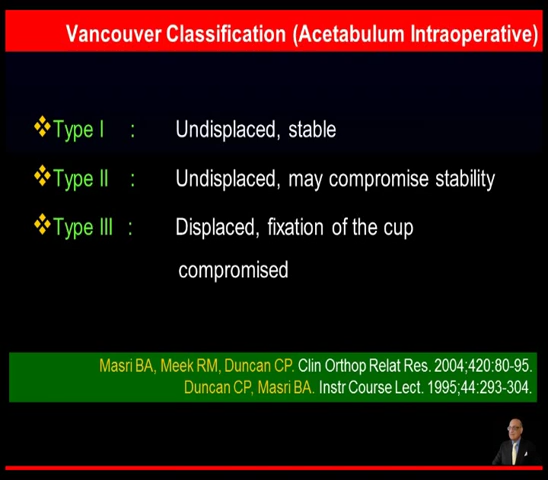 Vancouver Classification (Acetabulum Intraoperative)
Type I : Undisplaced, stable
Type II : Undisplaced, may compromise stability
Type III : Displaced, fixation of the cup
compromised
Masri BA, Meek RM, Duncan CP. Clin Orthop Relat Res. 2004;420:80-95.
Duncan CP, Masri BA. Instr Course Lect. 1995;44:293-304.